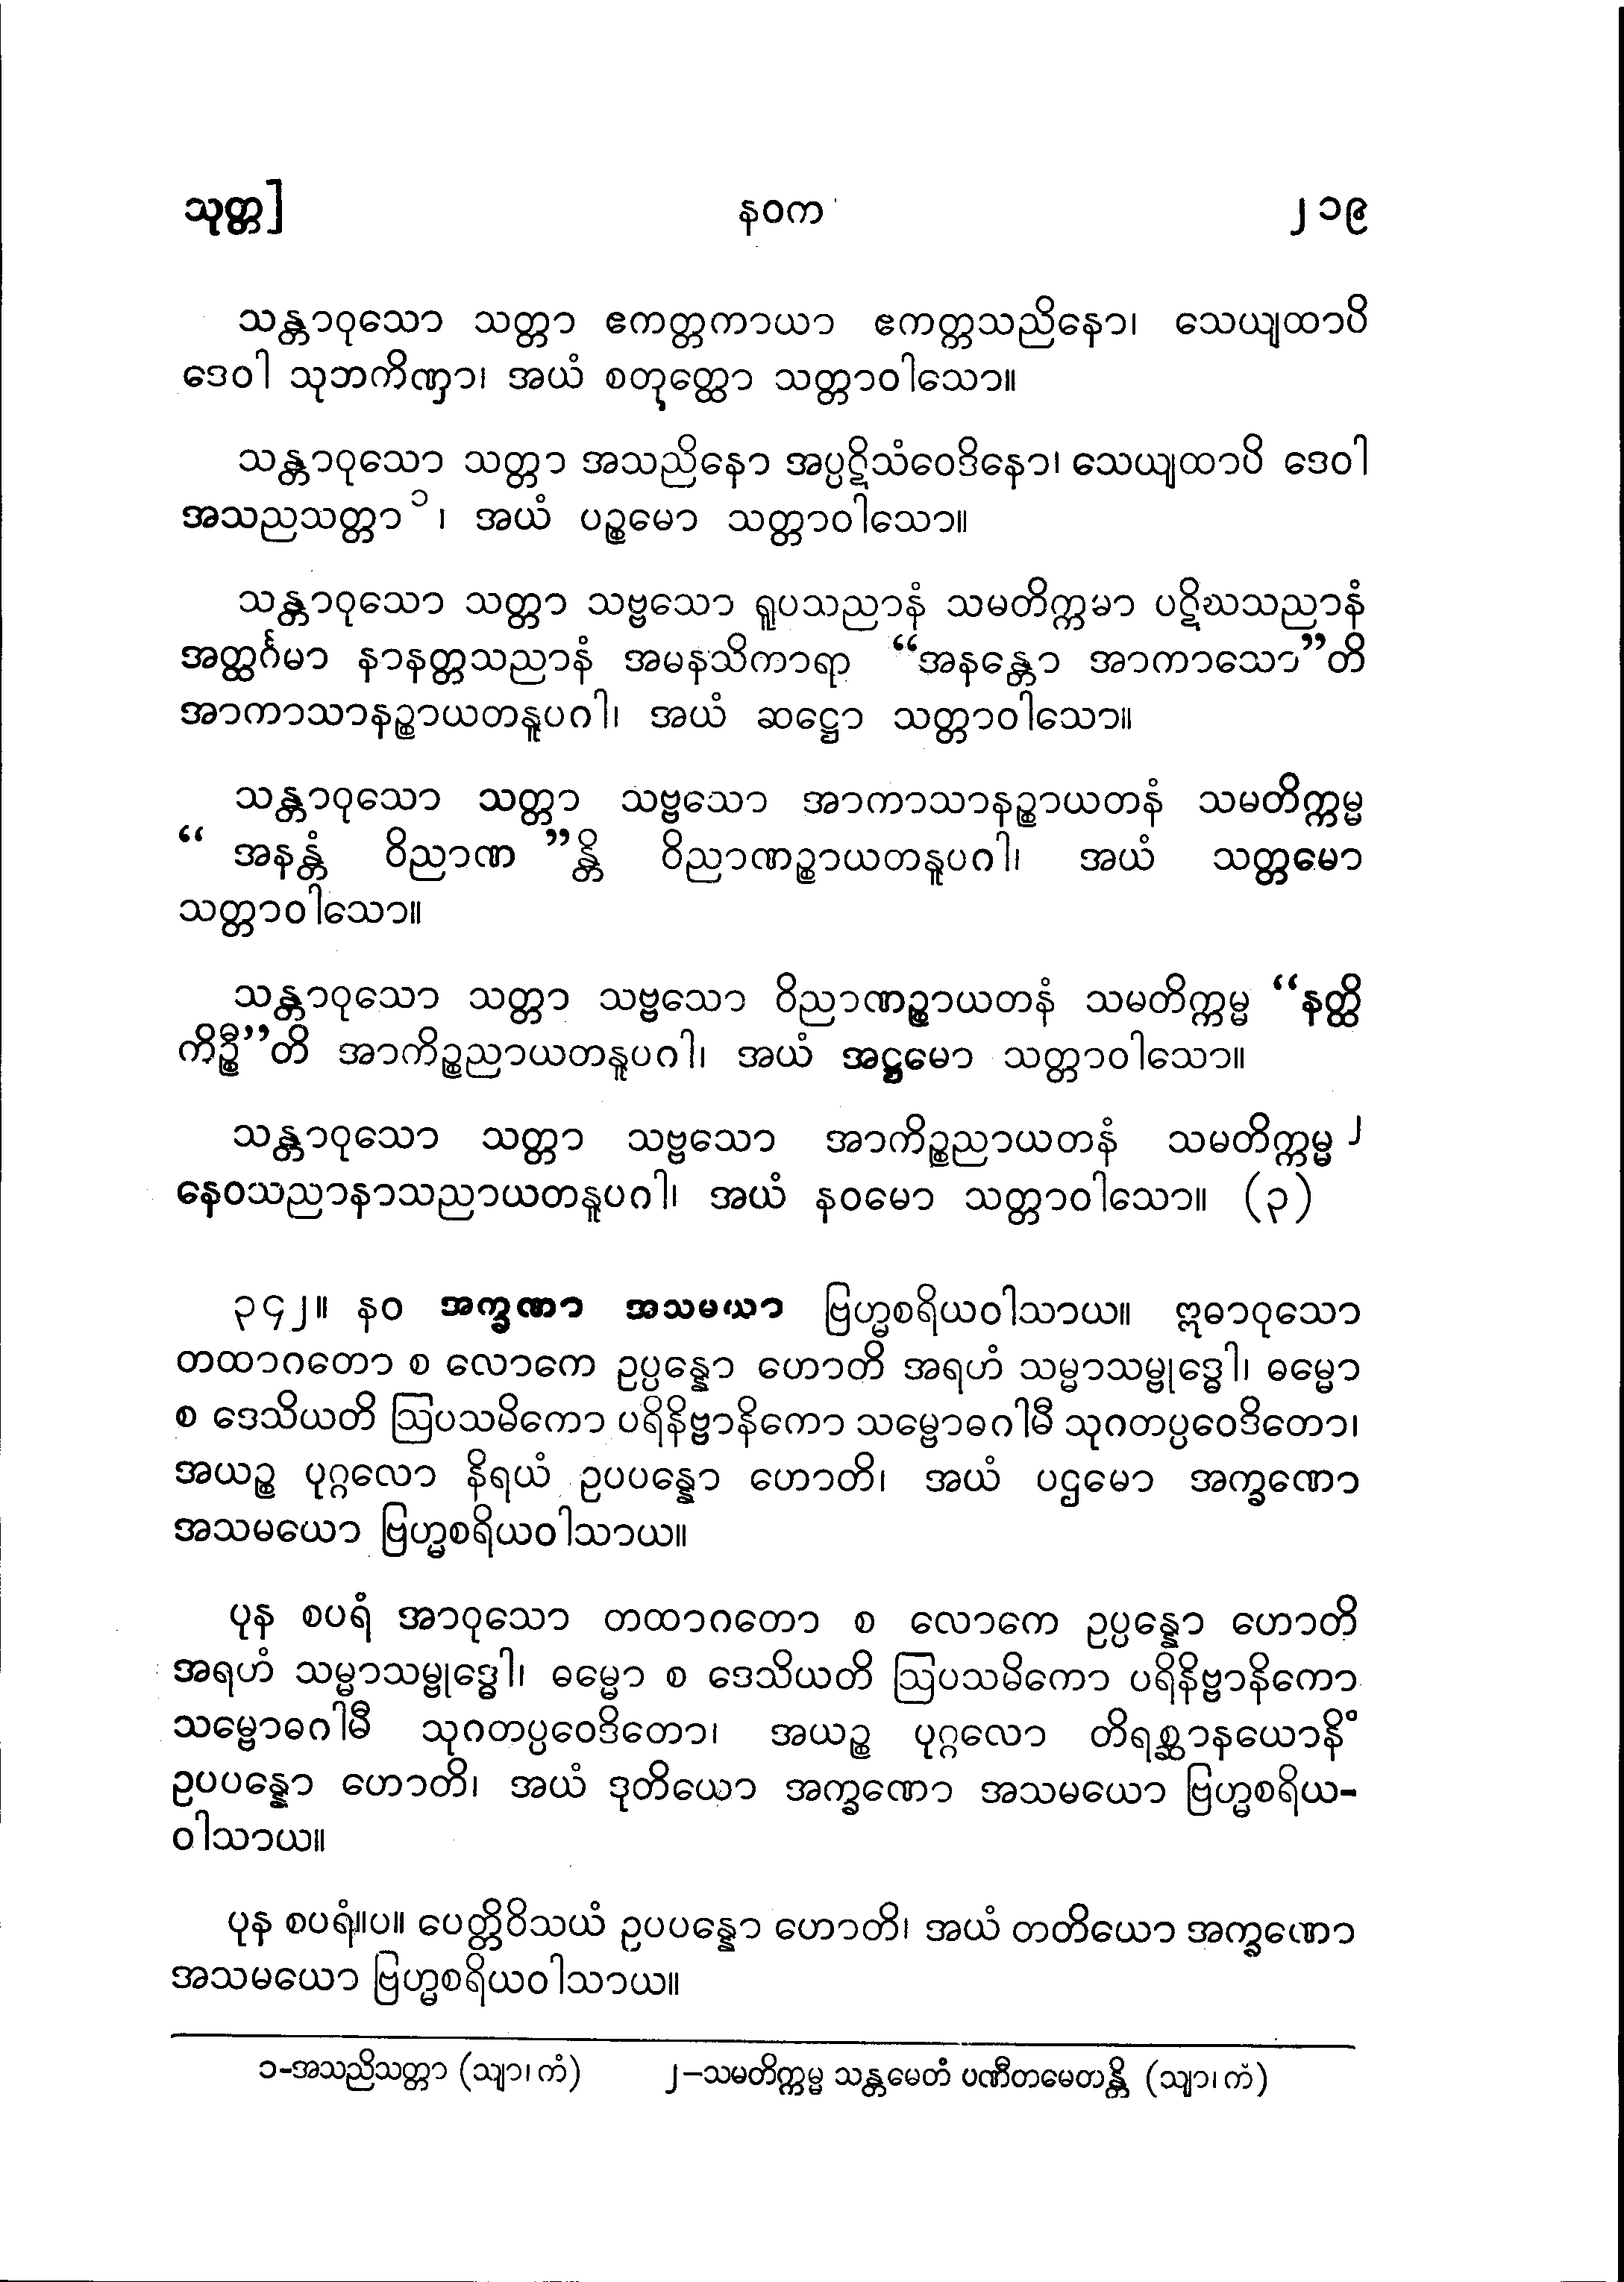 သုတ္တ] နဝက ၂၁၉
သန္တာဝုသော သတ္တာ ဧကတ္တကာယာ ဧကတ္တသညိနော၊ သေယျထာပိ
ဒေဝါ သုဘကိဏှာ၊ အယံ စတုတ္ထော သတ္တာဝါသော။
သန္တာဝုသော သတ္တာ အသညိနော အပ္ပဋိသံဝေဒိနော၊ သေယျထာပိ ဒေဝါ
အသညသတ္တာ ၁၊ အယံ ပဉ္စမော သတ္တာဝါသော။
သန္တာဝုသော သတ္တာ သဗ္ဗသော ရူပသညာနံ သမတိက္ကမာ ပဋိဃသညာနံ
အတ္ထင်္ဂမာ နာနတ္တသညာနံ အမနသိကာရာ “အနန္တော အာကာသော”တိ
အာကာသာနဉ္စာယတနူပဂါ၊ အယံ ဆဋ္ဌော သတ္တာဝါသော။
သန္တာဝုသော သတ္တာ သဗ္ဗသော အာကာသာနဉ္စာယတနံ သမတိက္ကမ္မ
“ အနန္တံ ဝိညာဏ ”န္တိ ဝိညာဏဉ္စာယတနူပဂါ၊ အယံ သတ္တမော
သတ္တာဝါသော။
သန္တာဝုသော သတ္တာ သဗ္ဗသော ဝိညာဏဉ္စာယတနံ သမတိက္ကမ္မ “နတ္ထိ
ကိဉ္စီ”တိ အာကိဉ္စညာယတနူပဂါ၊ အယံ အဋ္ဌမော သတ္တာဝါသော။
သန္တာဝုသော သတ္တာ သဗ္ဗသော အာကိဉ္စညာယတနံ သမတိက္ကမ္မ ၂
နေဝသညာနာသညာယတနူပဂါ၊ အယံ နဝမော သတ္တာဝါသော။ (၃)
၃၄၂။ နဝ အက္ခဏာ အသမယာ ဗြဟ္မစရိယဝါသာယ။ ဣဓာဝုသော
တထာဂတော စ လောကေ ဥပ္ပန္နော ဟောတိ အရဟံ သမ္မာသမ္ဗုဒ္ဓေါ၊ ဓမ္မော
စ ဒေသိယတိ ဩပသမိကော ပရိနိဗ္ဗာနိကော သမ္ဗောဓဂါမီ သုဂတပ္ပဝေဒိတော၊
အယဉ္စ ပုဂ္ဂလော နိရယံ ဥပပန္နော ဟောတိ၊ အယံ ပဌမော အက္ခဏော
အသမယော ဗြဟ္မစရိယဝါသာယ။
ပုန စပရံ အာဝုသော တထာဂတော စ လောကေ ဥပ္ပန္နော ဟောတိ
အရဟံ သမ္မာသမ္ဗုဒ္ဓေါ၊ ဓမ္မော စ ဒေသိယတိ ဩပသမိကော ပရိနိဗ္ဗာနိကော
သမ္ဗောဓဂါမီ သုဂတပ္ပဝေဒိတော၊ အယဉ္စ ပုဂ္ဂလော တိရစ္ဆာနယောနိံ
ဥပပန္နော ဟောတိ၊ အယံ ဒုတိယော အက္ခဏော အသမယော ဗြဟ္မစရိယ-
ဝါသာယ။
ပုန စပရံ။ပ။ ပေတ္တိဝိသယံ ဥပပန္နော ဟောတိ၊ အယံ တတိယော အက္ခဏော
အသမယော ဗြဟ္မစရိယဝါသာယ။
၁-အသညိသတ္တာ (သျာ၊ ကံ) ၂-သမတိက္ကမ္မ သန္တမေတံ ပဏီတမေတန္တိ (သျာ၊ ကံ)